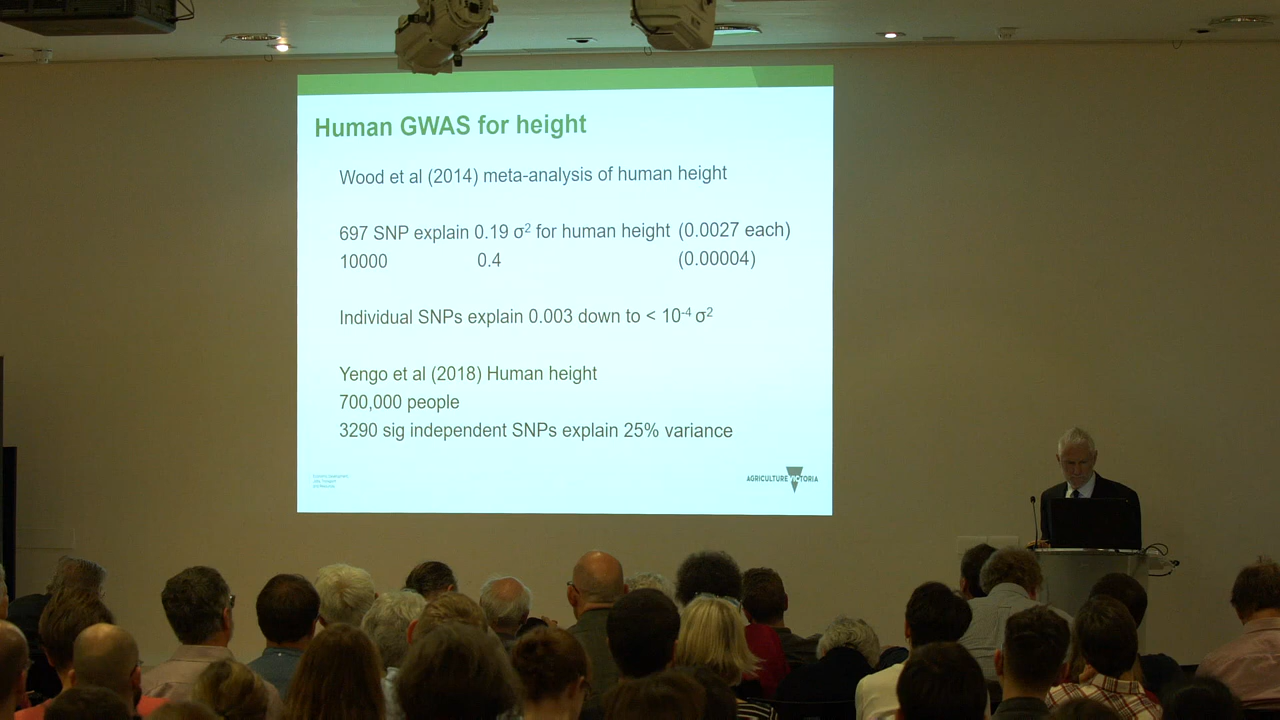 Human GWAS for height
Wood et al (2014) meta-analysis of human height
697 SNP explain 0.19 σ² for human height (0.0027 each)
10000 0.4 (0.00004)
Individual SNPs explain 0.003 down to < 10⁻⁴ σ²
Yengo et al (2018) Human height
700,000 people
3290 sig independent SNPs explain 25% variance
AGRICULTURE VICTORIA